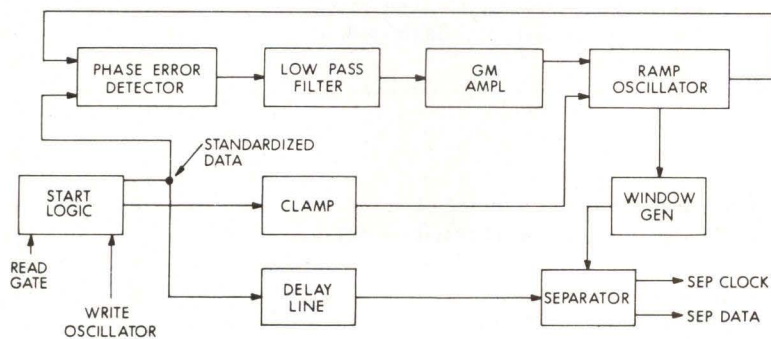 PHASE ERROR
DETECTOR
LOW PASS
FILTER
GM
AMPL
RAMP
OSCILLATOR
STANDARDIZED
DATA
START
LOGIC
CLAMP
WINDOW
GEN
READ
GATE
WRITE
OSCILLATOR
DELAY
LINE
SEPARATOR
SEP CLOCK
SEP DATA